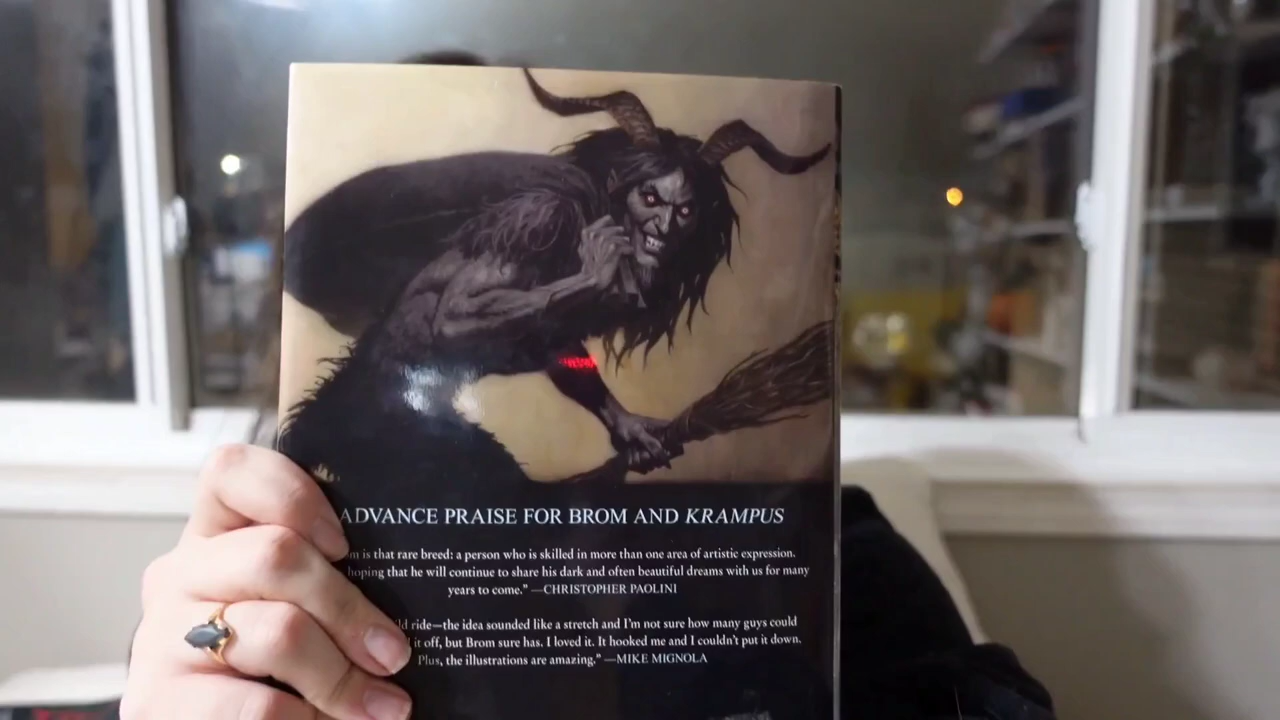 ADVANCE PRAISE FOR BROM AND KRAMPUS
is that rare breed: a person who is skilled in more than one area of artistic expression.
hoping that he will continue to share his dark and often beautiful dreams with us for many
years to come.” —CHRISTOPHER PAOLINI
ride—the idea sounded like a stretch and I’m not sure how many guys could
it off, but Brom sure has. I loved it. It hooked me and I couldn’t put it down.
Plus, the illustrations are amazing.” —MIKE MIGNOLA